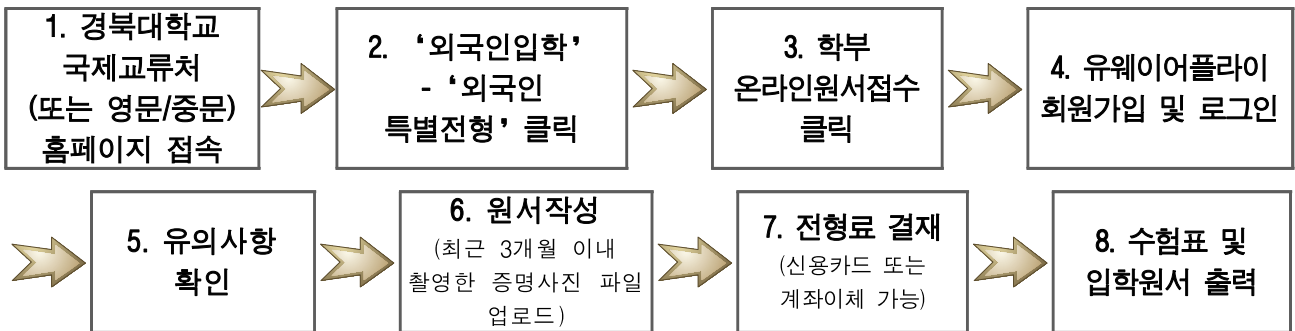 1. 경북대학교
국제교류처
(또는 영문/중문)
홈페이지 접속
2. ‘외국인입학’
- ‘외국인
특별전형’ 클릭
3. 학부
온라인원서접수
클릭
4. 유웨이어플라이
회원가입 및 로그인
5. 유의사항
확인
6. 원서작성
(최근 3개월 이내
촬영한 증명사진 파일
업로드)
7. 전형료 결재
(신용카드 또는
계좌이체 가능)
8. 수험표 및
입학원서 출력